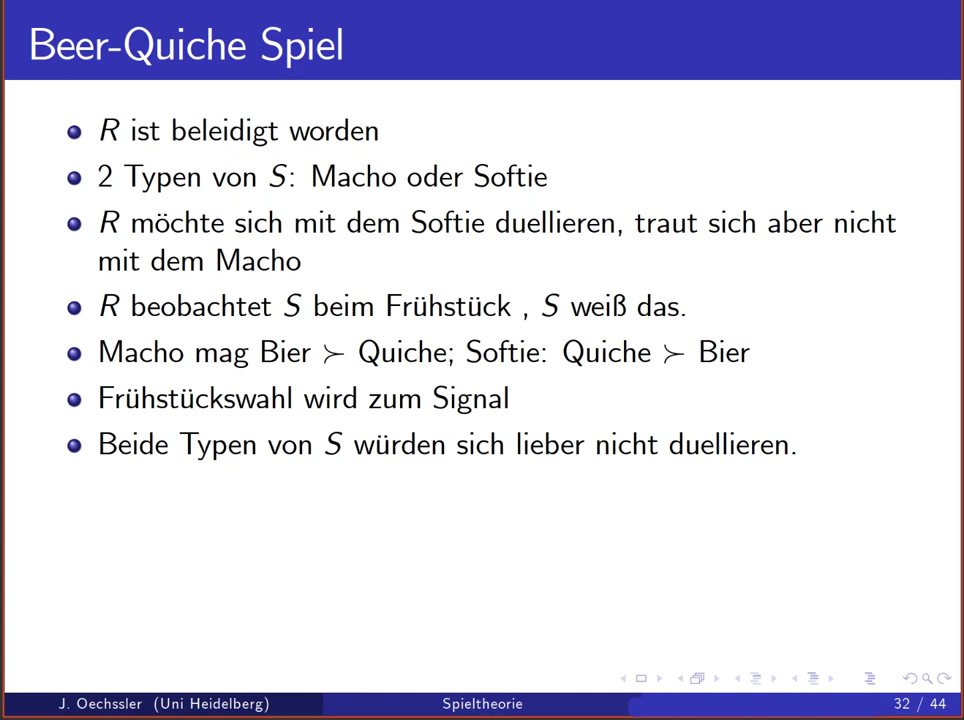 Beer-Quiche Spiel
R ist beleidigt worden
2 Typen von S: Macho oder Softie
R möchte sich mit dem Softie duellieren, traut sich aber nicht
mit dem Macho
R beobachtet S beim Frühstück , S weiß das.
Macho mag Bier ≻ Quiche; Softie: Quiche ≻ Bier
Frühstückswahl wird zum Signal
Beide Typen von S würden sich lieber nicht duellieren.
J. Oechssler (Uni Heidelberg) Spieltheorie 32 / 44